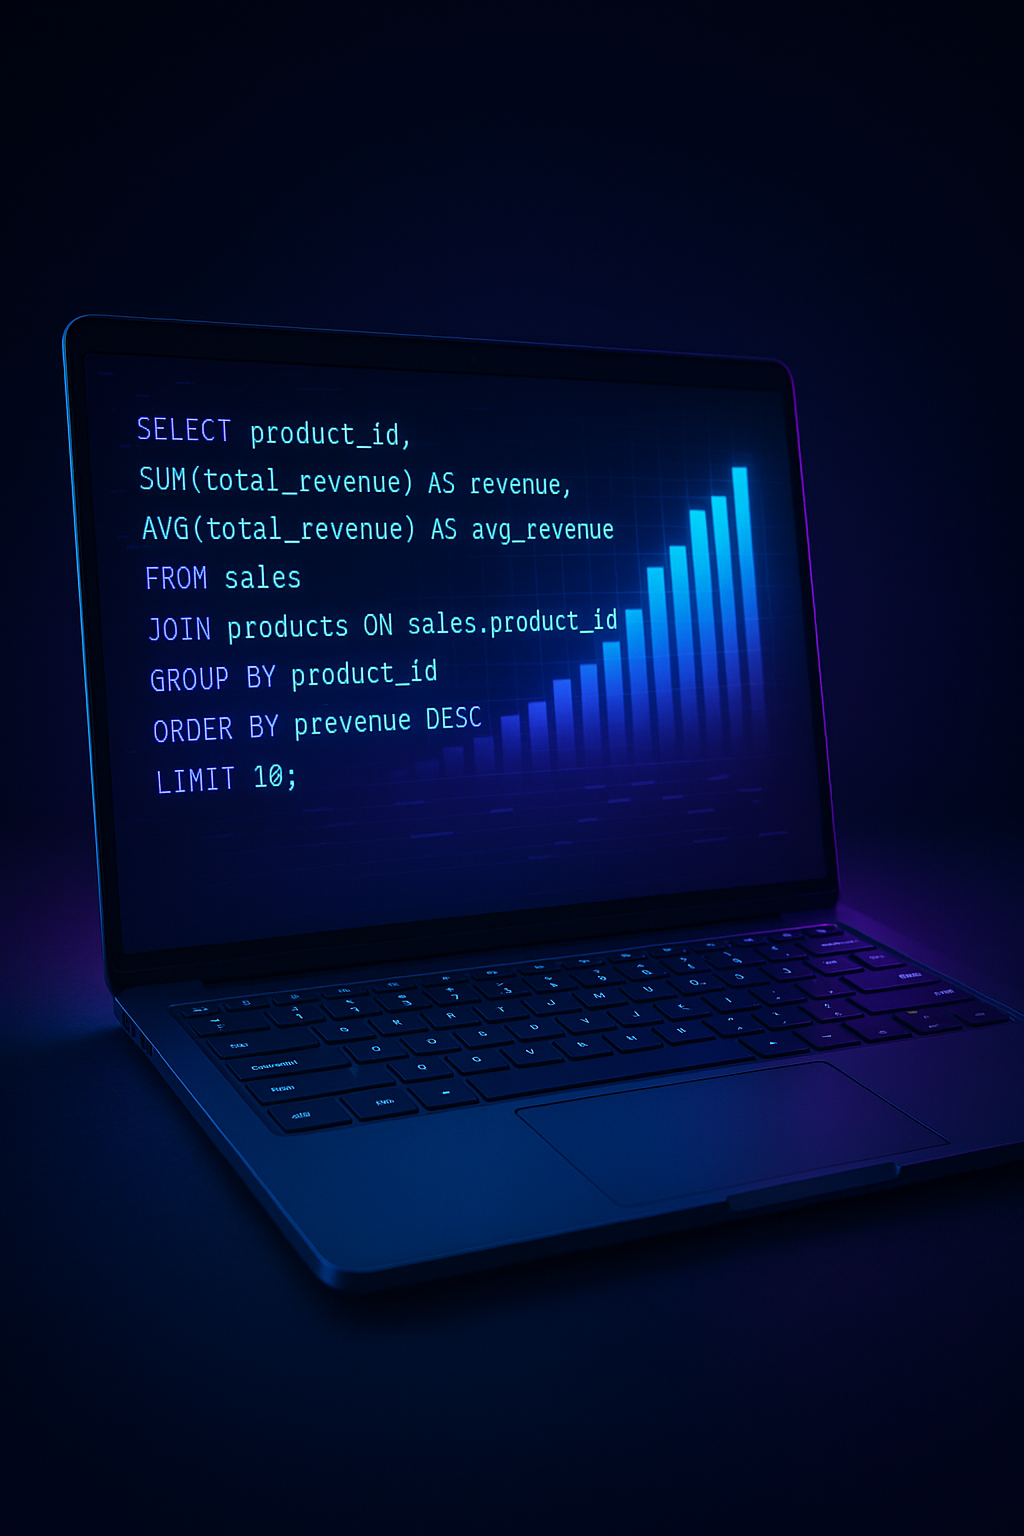 SELECT product_id,
SUM(total_revenue) AS revenue,
AVG(total_revenue) AS avg_revenue
FROM sales
JOIN products ON sales.product_id
GROUP BY product_id
ORDER BY prevenue DESC
LIMIT 10;